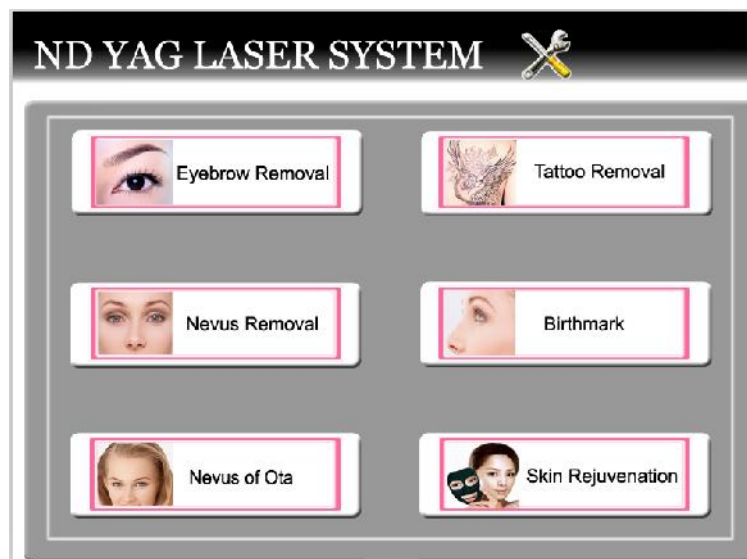 ND YAG LASER SYSTEM
Eyebrow Removal
Tattoo Removal
Nevus Removal
Birthmark
Nevus of Ota
Skin Rejuvenation